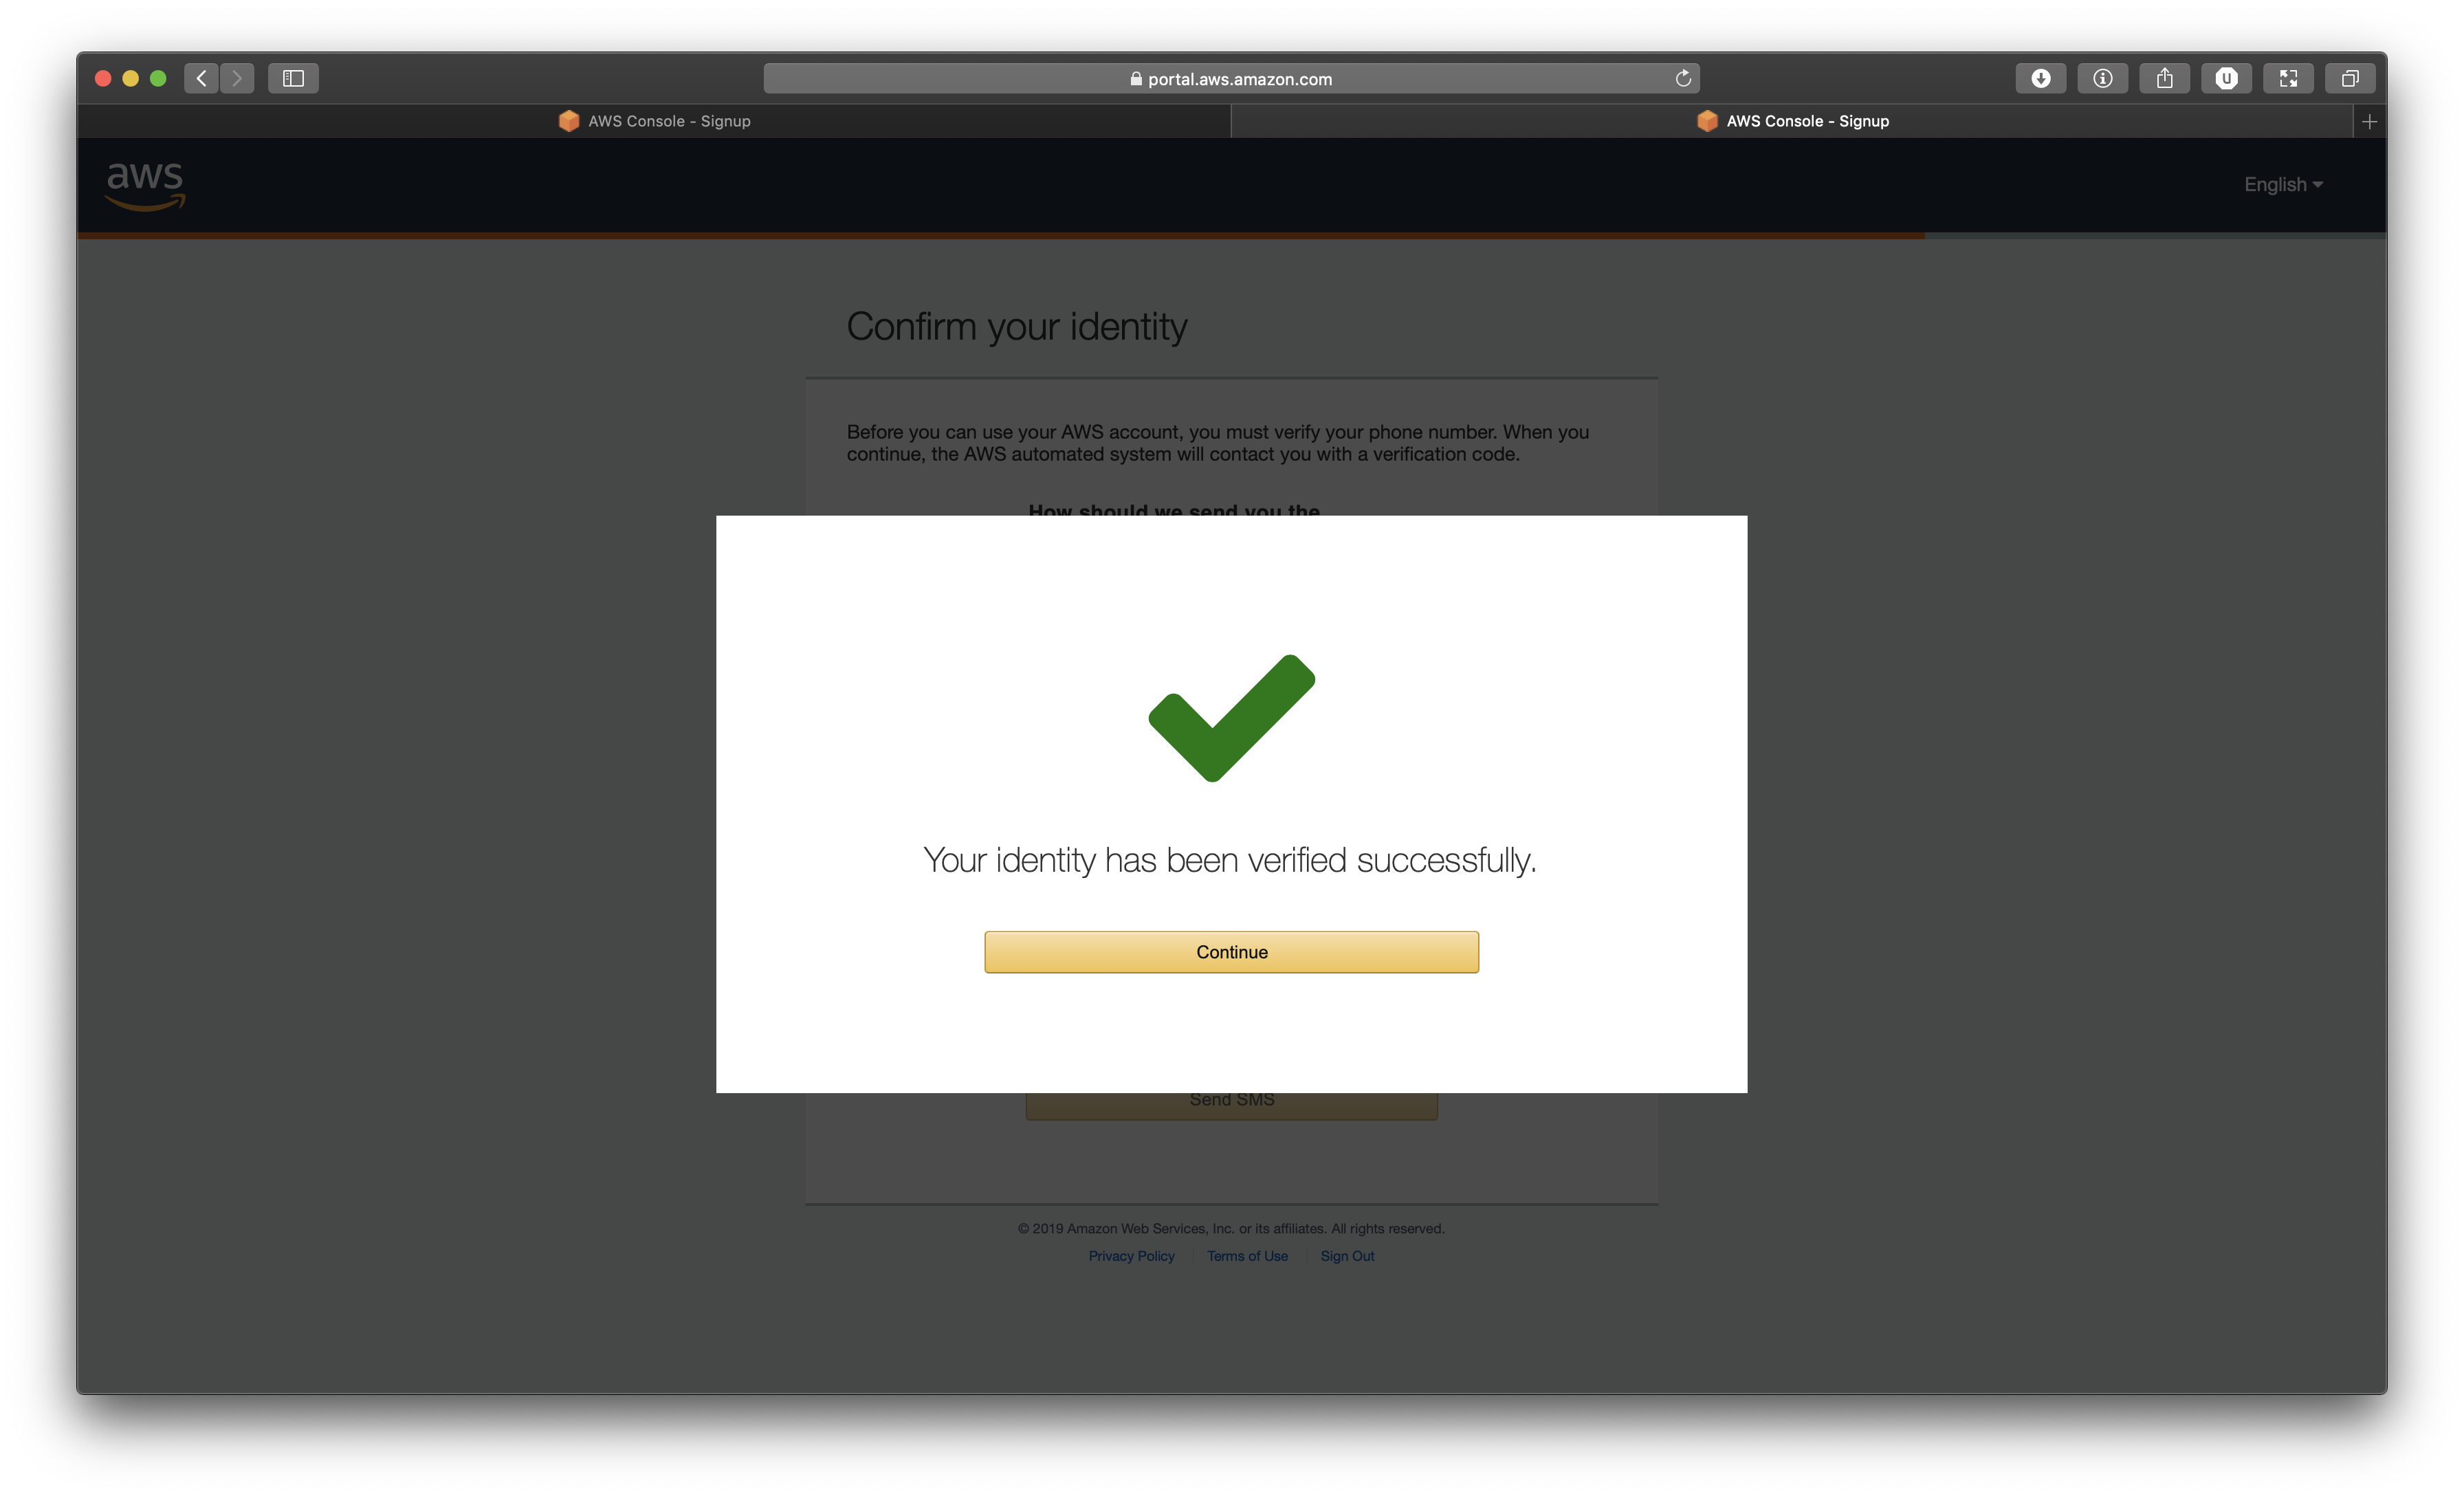 portal.aws.amazon.com
AWS Console - Signup
AWS Console - Signup
aws
English
Confirm your identity
Before you can use your AWS account, you must verify your phone number. When you
continue, the AWS automated system will contact you with a verification code.
How should we send you the
Your identity has been verified successfully.
Continue
Send SMS
© 2019 Amazon Web Services, Inc. or its affiliates. All rights reserved.
Privacy Policy Terms of Use Sign Out